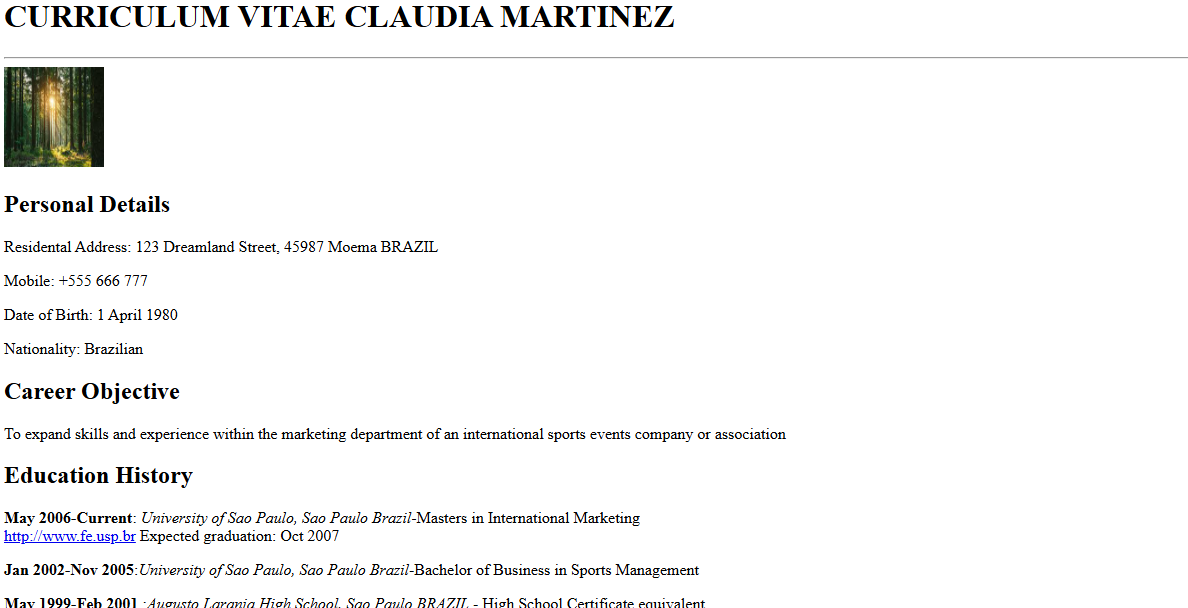 CURRICULUM VITAE CLAUDIA MARTINEZ
Personal Details
Residental Address: 123 Dreamland Street, 45987 Moema BRAZIL
Mobile: +555 666 777
Date of Birth: 1 April 1980
Nationality: Brazilian
Career Objective
To expand skills and experience within the marketing department of an international sports events company or association
Education History
May 2006-Current: University of Sao Paulo, Sao Paulo Brazil-Masters in International Marketing
http://www.fe.usp.br Expected graduation: Oct 2007
Jan 2002-Nov 2005:University of Sao Paulo, Sao Paulo Brazil-Bachelor of Business in Sports Management
May 1999-Feb 2001 :Augusto Larania High School, Sao Paulo BRAZIL - High School Certificate equivalent